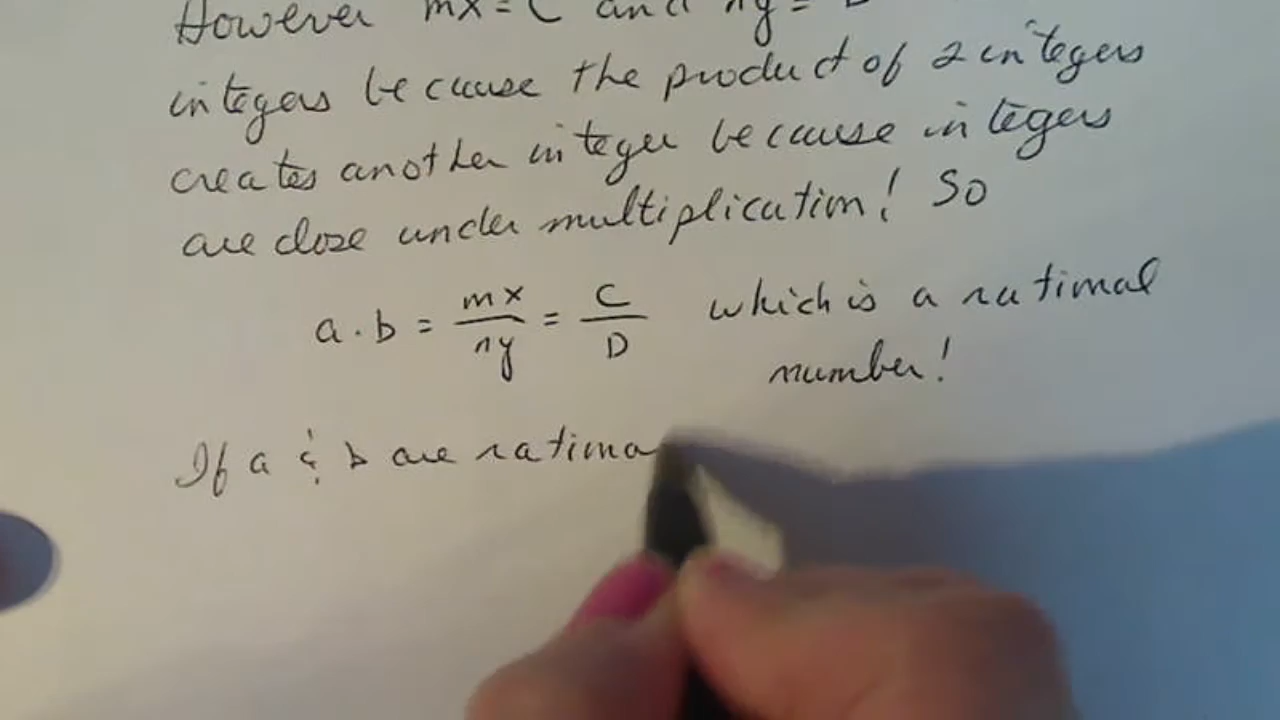 However mx = C and ny = D
integers because the product of 2 integers
creates another integer because integers
are close under multiplication! So
a · b = mx/ny = C/D which is a rational
number!
If a & b are rationa